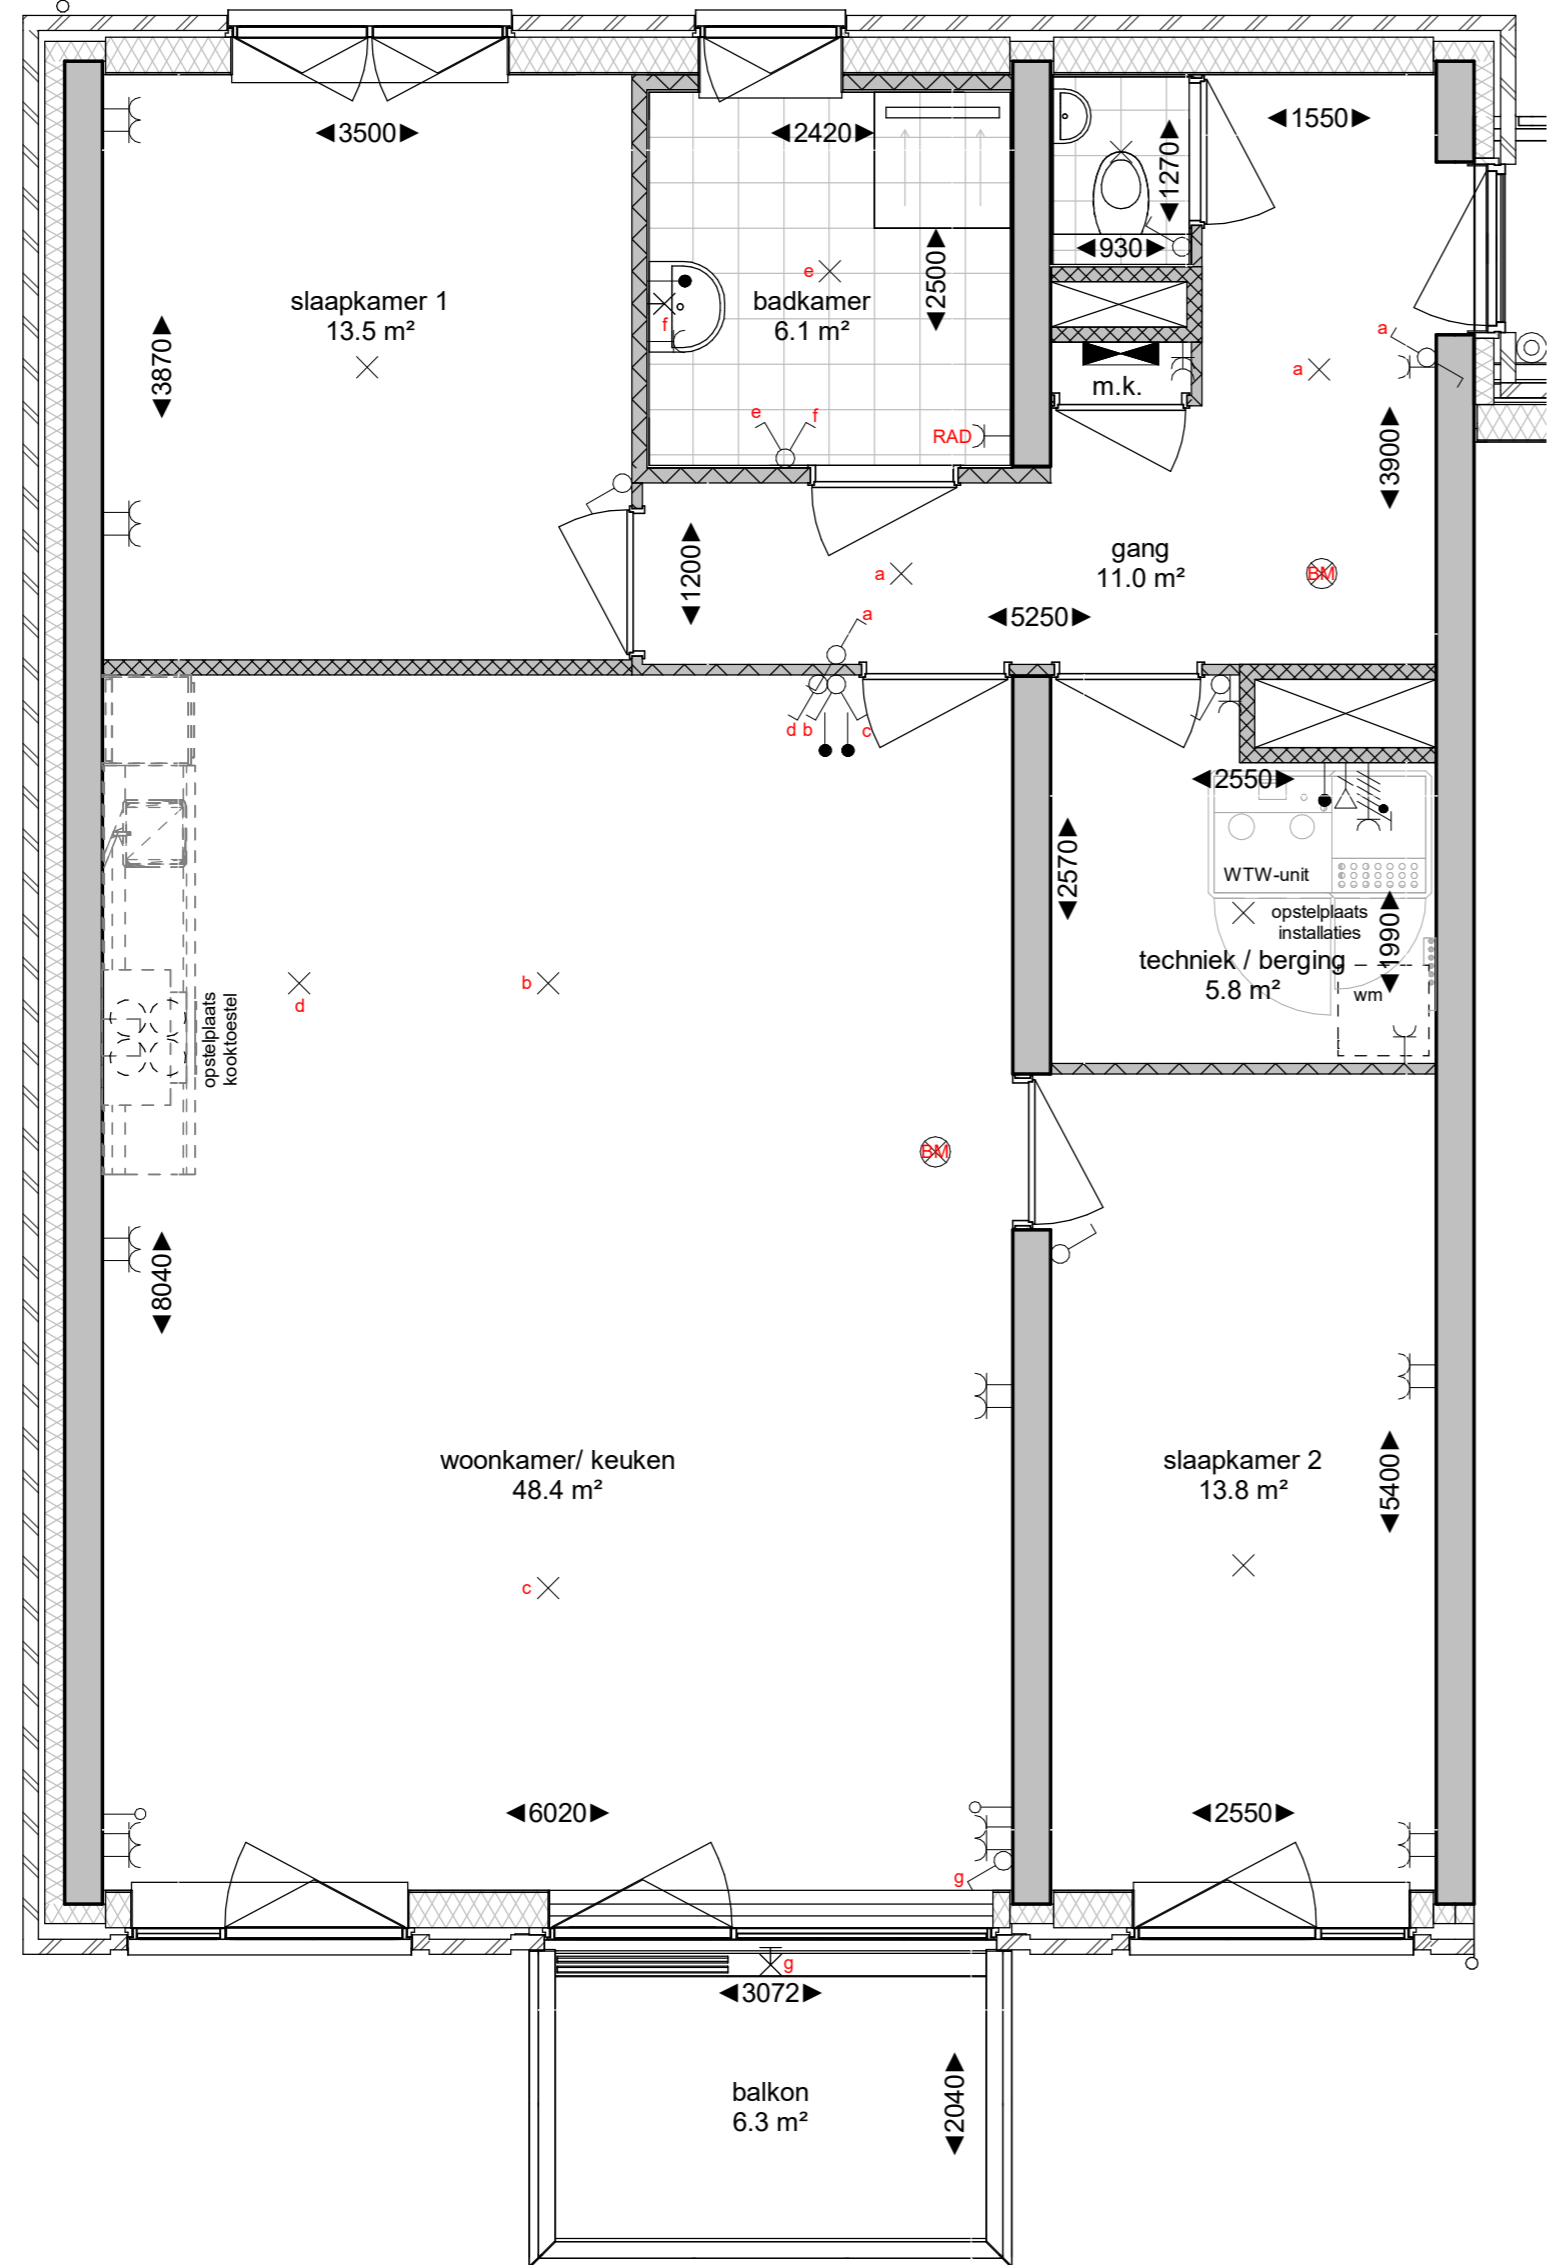 3500
2420
1550
1270
930
2500
slaapkamer 1
13.5 m²
e
badkamer
6.1 m²
f
3870
a
a
m.k.
e
f
RAD
3900
1200
gang
11.0 m²
a
BM
5250
a
d
b
c
2550
2570
WTW-unit
opstelplaats
installaties
1990
techniek / berging
5.8 m²
wm
d
b
opstelplaats
kooktoestel
BM
8040
woonkamer/ keuken
48.4 m²
slaapkamer 2
13.8 m²
5400
c
6020
2550
g
g
3072
balkon
6.3 m²
2040